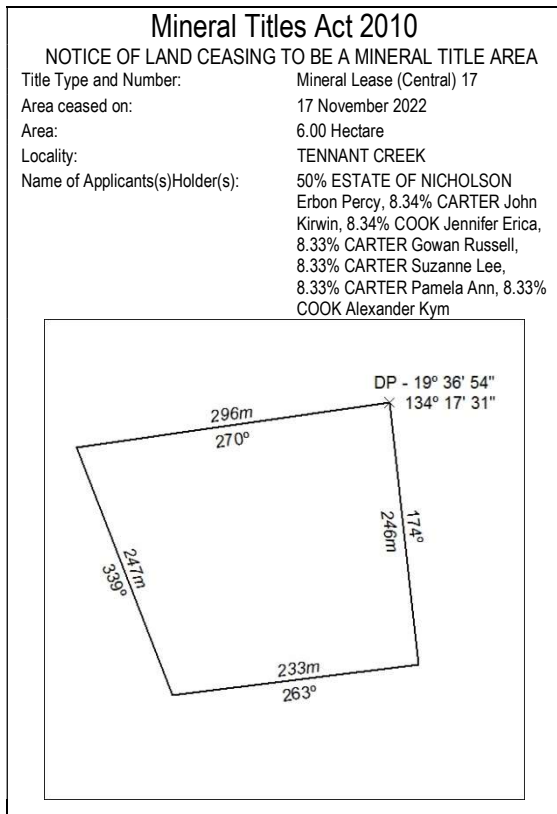 Mineral Titles Act 2010
NOTICE OF LAND CEASING TO BE A MINERAL TITLE AREA
Title Type and Number: Mineral Lease (Central) 17
Area ceased on: 17 November 2022
Area: 6.00 Hectare
Locality: TENNANT CREEK
Name of Applicants(s)Holder(s): 50% ESTATE OF NICHOLSON
Erbon Percy, 8.34% CARTER John
Kirwin, 8.34% COOK Jennifer Erica,
8.33% CARTER Gowan Russell,
8.33% CARTER Suzanne Lee,
8.33% CARTER Pamela Ann, 8.33%
COOK Alexander Kym
DP - 19º 36' 54"
134º 17' 31"
296m
270º
174º
246m
247m
339º
233m
263º